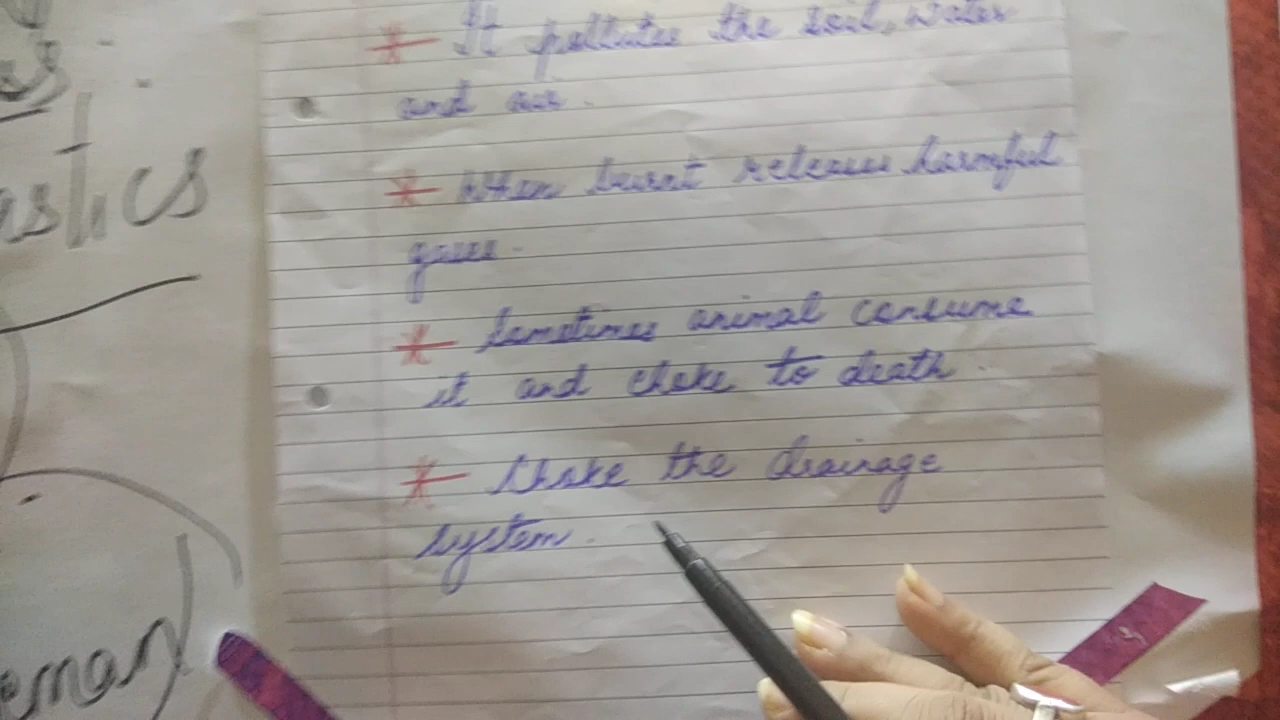 * It pollutes the soil, water
and air.
* When burnt releases harmful
gases.
* Sometimes animal consume
it and choke to death.
* Choke the drainage
system.